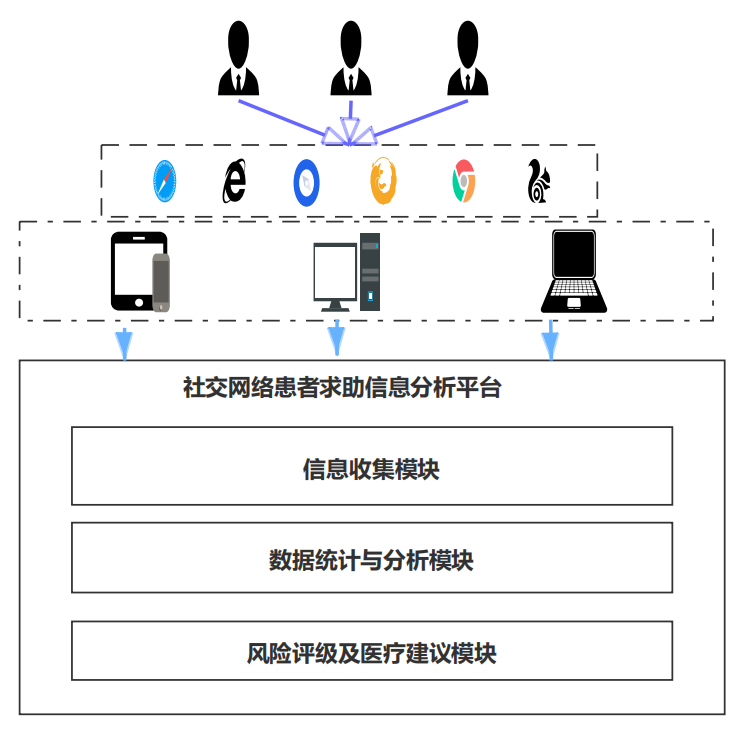 社交网络患者求助信息分析平台
信息收集模块
数据统计与分析模块
风险评级及医疗建议模块